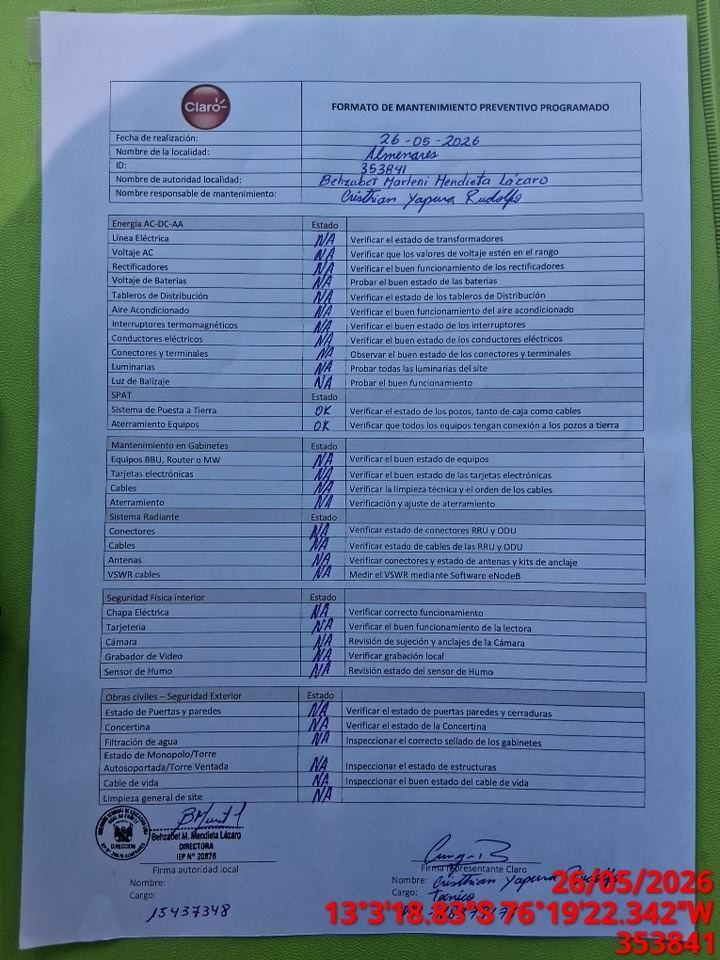 Claro
FORMATO DE MANTENIMIENTO PREVENTIVO PROGRAMADO
Fecha de realización: 26-05-2026
Nombre de la localidad: Almenares
ID: 353841
Nombre de autoridad localidad: Behzabet Marleni Mendieta Lázaro
Nombre responsable de mantenimiento: Cristhian Yapura Rudolfo
Energía AC-DC-AA Estado
Línea Eléctrica NA Verificar el estado de transformadores
Voltaje AC NA Verificar que los valores de voltaje estén en el rango
Rectificadores NA Verificar el buen funcionamiento de los rectificadores
Voltaje de Baterias NA Probar el buen estado de las baterías
Tableros de Distribución NA Verificar el estado de los tableros de Distribución
Aire Acondicionado NA Verificar el buen funcionamiento del aire acondicionado
Interruptores termomagnéticos NA Verificar el buen estado de los interruptores
Conductores eléctricos NA Verificar el buen estado de los conductores eléctricos
Conectores y terminales NA Observar el buen estado de los conectores y terminales
Luminarias NA Probar todas las luminarias del site
Luz de Balizaje NA Probar el buen funcionamiento
SPAT Estado
Sistema de Puesta a Tierra OK Verificar el estado de los pozos, tanto de caja como cables
Aterramiento Equipos OK Verificar que todos los equipos tengan conexión a los pozos a tierra
Mantenimiento en Gabinetes Estado
Equipos BBU, Router o MW NA Verificar el buen estado de equipos
Tarjetas electrónicas NA Verificar el buen estado de las tarjetas electrónicas
Cables NA Verificar la limpieza técnica y el orden de los cables
Aterramiento NA Verificación y ajuste de aterramiento
Sistema Radiante Estado
Conectores NA Verificar estado de conectores RRU y ODU
Cables NA Verificar estado de cables de las RRU y ODU
Antenas NA Verificar conectores y estado de antenas y kits de anclaje
VSWR cables NA Medir el VSWR mediante Software eNodeB
Seguridad Física interior Estado
Chapa Eléctrica NA Verificar correcto funcionamiento
Tarjetería NA Verificar el buen funcionamiento de la lectora
Cámara NA Revisión de sujeción y anclajes de la Cámara
Grabador de Video NA Verificar grabación local
Sensor de Humo NA Revisión estado del sensor de Humo
Obras civiles – Seguridad Exterior Estado
Estado de Puertas y paredes NA Verificar el estado de puertas paredes y cerraduras
Concertina NA Verificar el estado de la Concertina
Filtración de agua NA Inspeccionar el correcto sellado de los gabinetes
Estado de Monopolo/Torre
Autosoportada/Torre Ventada NA Inspeccionar el estado de estructuras
Cable de vida NA Inspeccionar el buen estado del cable de vida
Limpieza general de site NA
DIRECCION
Behzabet M. Mendieta Lázaro
DIRECTORA
IEP N° 20875
Firma autoridad local
Nombre:
Cargo:
15437348
Firma representante Claro
Nombre: Cristhian Yapura
Cargo: Tecnico
26/05/2026
13°3'18.83"S 76°19'22.342"W
353841